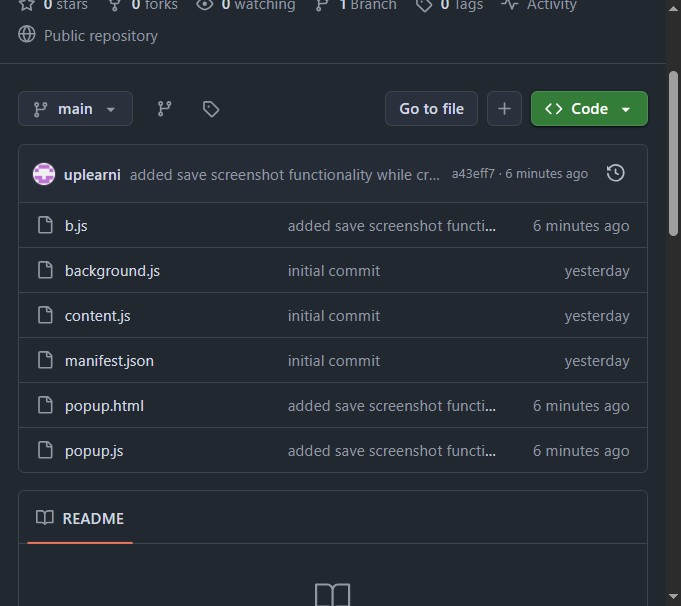 0 stars 0 forks 0 watching 1 Branch 0 Tags Activity
Public repository
main Go to file Code
uplearni added save screenshot functionality while cr... a43eff7 · 6 minutes ago
b.js added save screenshot functi... 6 minutes ago
background.js initial commit yesterday
content.js initial commit yesterday
manifest.json initial commit yesterday
popup.html added save screenshot functi... 6 minutes ago
popup.js added save screenshot functi... 6 minutes ago
README